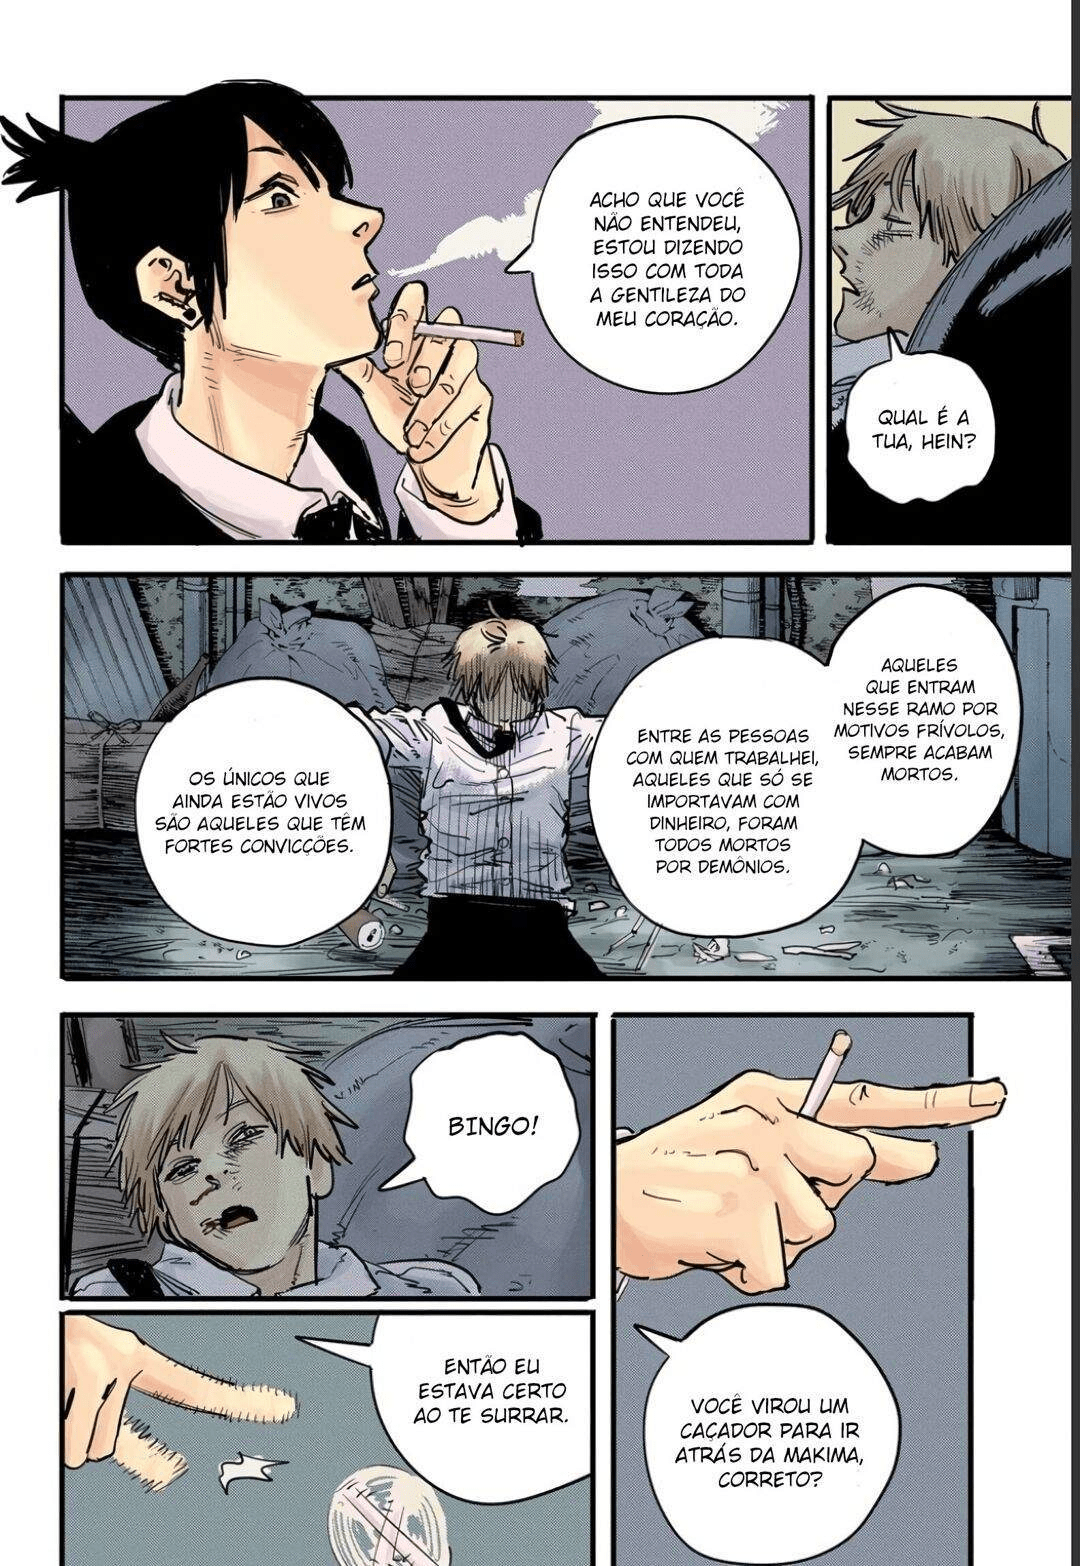 QUAL É A
TUA, HEIN?
ACHO QUE VOCÊ
NÃO ENTENDEU,
ESTOU DIZENDO
ISSO COM TODA
A GENTILEZA DO
MEU CORAÇÃO.
AQUELES
QUE ENTRAM
NESSE RAMO POR
MOTIVOS FRÍVOLOS,
SEMPRE ACABAM
MORTOS.
ENTRE AS PESSOAS
COM QUEM TRABALHEI,
AQUELES QUE SÓ SE
IMPORTAVAM COM
DINHEIRO, FORAM
TODOS MORTOS
POR DEMÔNIOS.
OS ÚNICOS QUE
AINDA ESTÃO VIVOS
SÃO AQUELES QUE TÊM
FORTES CONVICÇÕES.
VOCÊ VIROU UM
CAÇADOR PARA IR
ATRÁS DA MAKIMA,
CORRETO?
BINGO!
ENTÃO EU
ESTAVA CERTO
AO TE SURRAR.